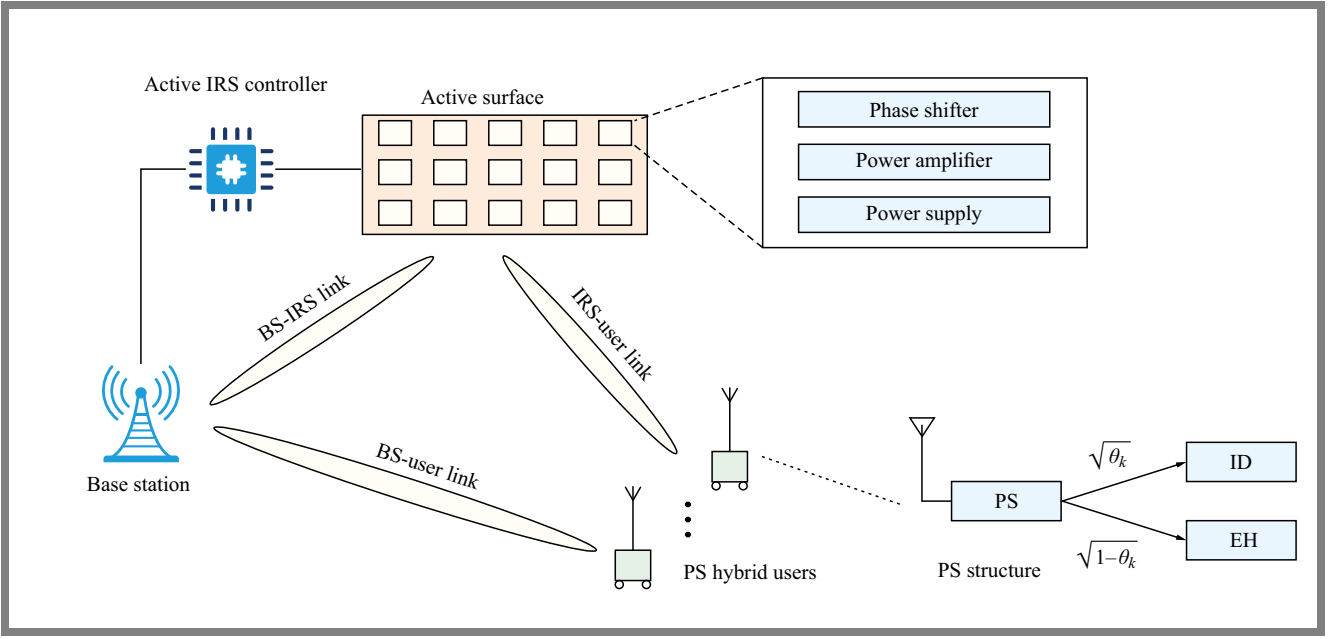 Active IRS controller
Active surface
Phase shifter
Power amplifier
Power supply
BS-IRS link
IRS-user link
BS-user link
Base station
PS hybrid users
PS
√θₖ
ID
√1–θₖ
EH
PS structure